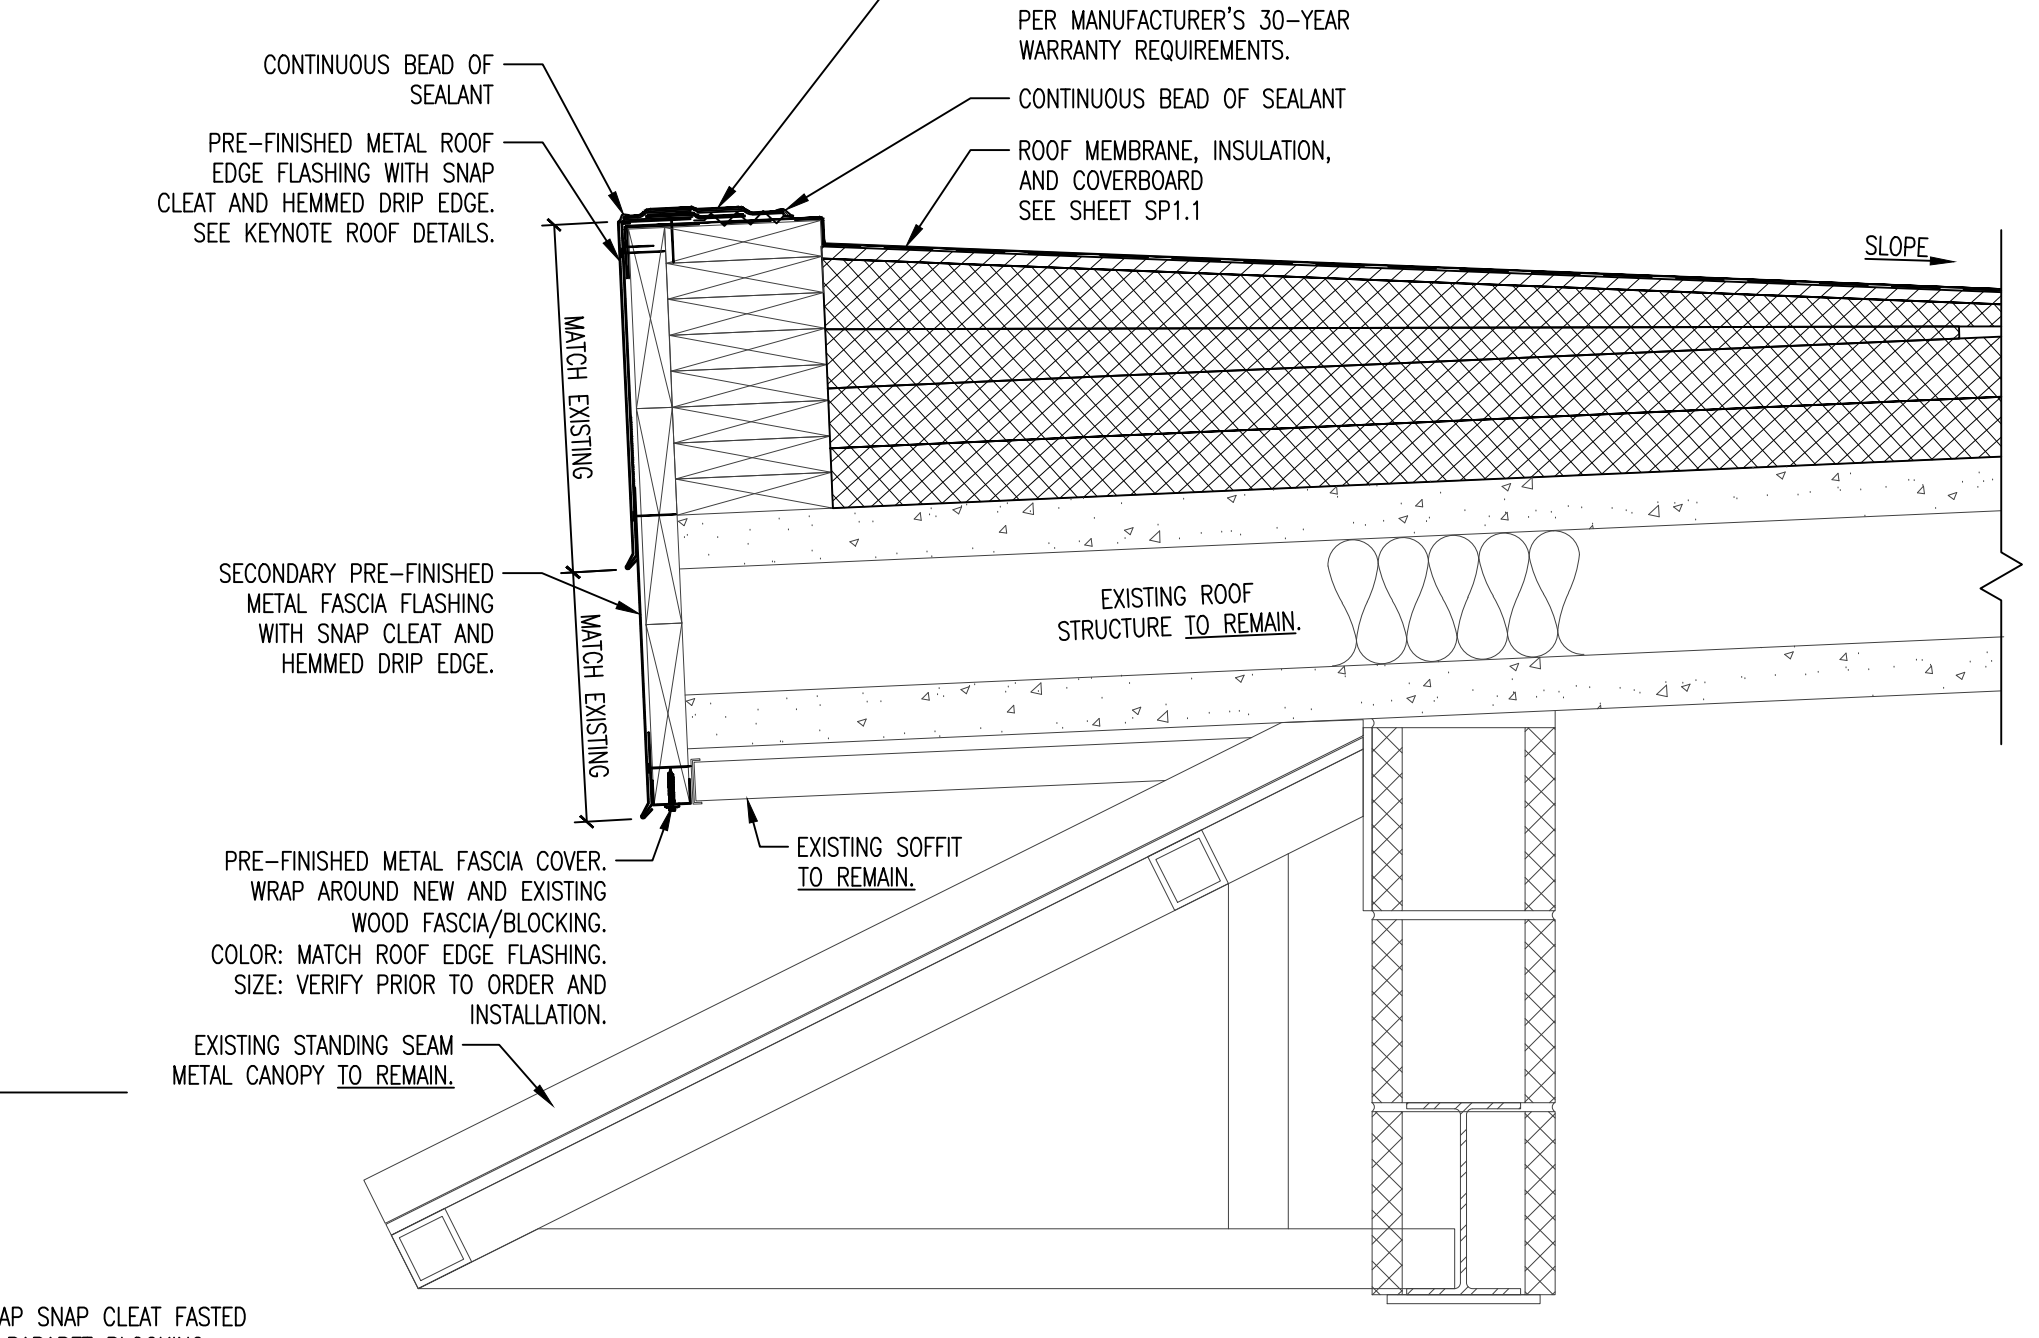 PER MANUFACTURER'S 30-YEAR
WARRANTY REQUIREMENTS.
CONTINUOUS BEAD OF
SEALANT
CONTINUOUS BEAD OF SEALANT
PRE-FINISHED METAL ROOF
EDGE FLASHING WITH SNAP
CLEAT AND HEMMED DRIP EDGE.
SEE KEYNOTE ROOF DETAILS.
ROOF MEMBRANE, INSULATION,
AND COVERBOARD
SEE SHEET SP1.1
SLOPE
MATCH EXISTING
SECONDARY PRE-FINISHED
METAL FASCIA FLASHING
WITH SNAP CLEAT AND
HEMMED DRIP EDGE.
EXISTING ROOF
STRUCTURE TO REMAIN.
MATCH EXISTING
PRE-FINISHED METAL FASCIA COVER.
WRAP AROUND NEW AND EXISTING
WOOD FASCIA/BLOCKING.
COLOR: MATCH ROOF EDGE FLASHING.
SIZE: VERIFY PRIOR TO ORDER AND
INSTALLATION.
EXISTING SOFFIT
TO REMAIN.
EXISTING STANDING SEAM
METAL CANOPY TO REMAIN.
AP SNAP CLEAT FASTED